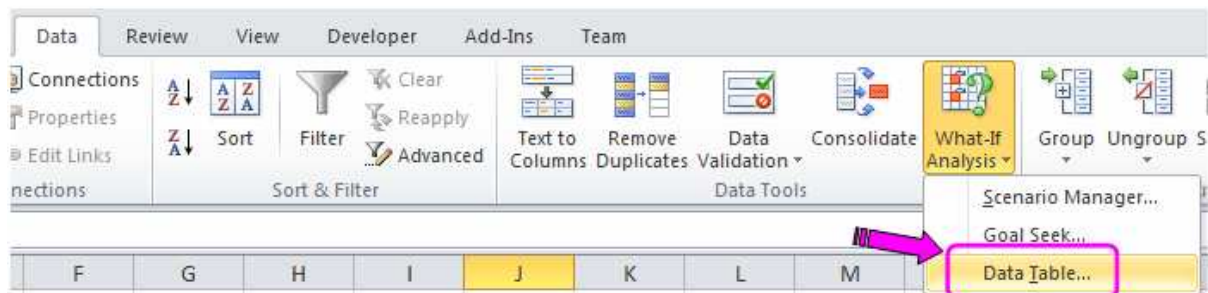 Data Review View Developer Add-Ins Team
Connections
Properties
Edit Links
nections
A Z
Z A
A Z Z A
Sort
Filter
Clear
Reapply
Advanced
Sort & Filter
Text to Columns
Remove Duplicates
Data Validation
Consolidate
What-If Analysis
Data Tools
Group
Ungroup
S
Scenario Manager...
Goal Seek...
Data Table...
F G H I J K L M